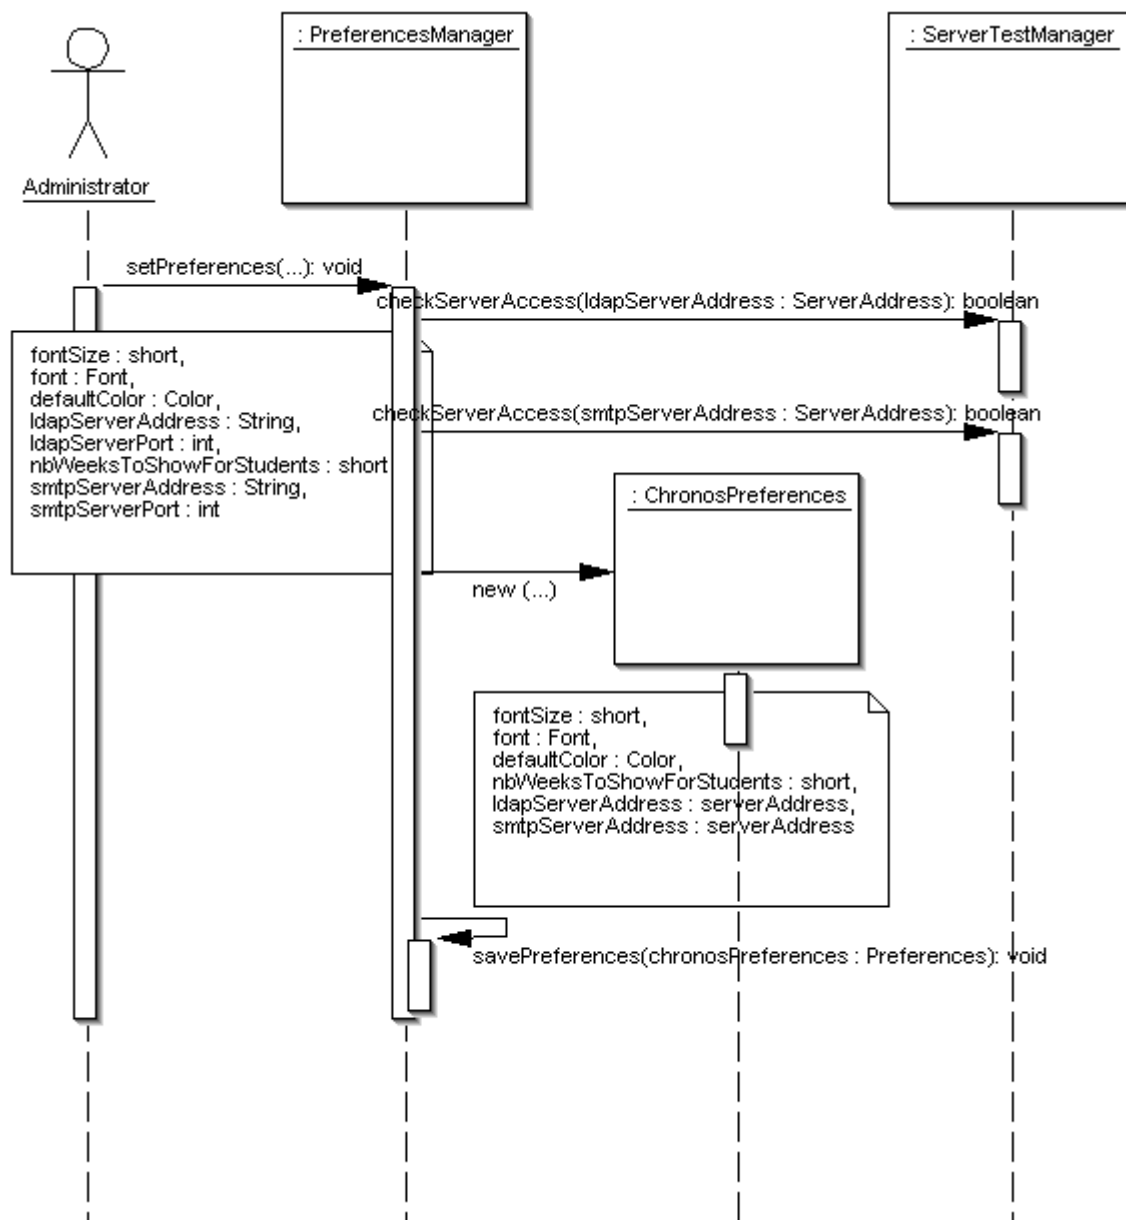 : PreferencesManager
: ServerTestManager
Administrator
setPreferences(...): void
checkServerAccess(ldapServerAddress : ServerAddress): boolean
fontSize : short,
font : Font,
defaultColor : Color,
ldapServerAddress : String,
ldapServerPort : int,
nbWeeksToShowForStudents : short
smtpServerAddress : String,
smtpServerPort : int
checkServerAccess(smtpServerAddress : ServerAddress): boolean
: ChronosPreferences
new (...)
fontSize : short,
font : Font,
defaultColor : Color,
nbWeeksToShowForStudents : short,
ldapServerAddress : serverAddress,
smtpServerAddress : serverAddress
savePreferences(chronosPreferences : Preferences): void